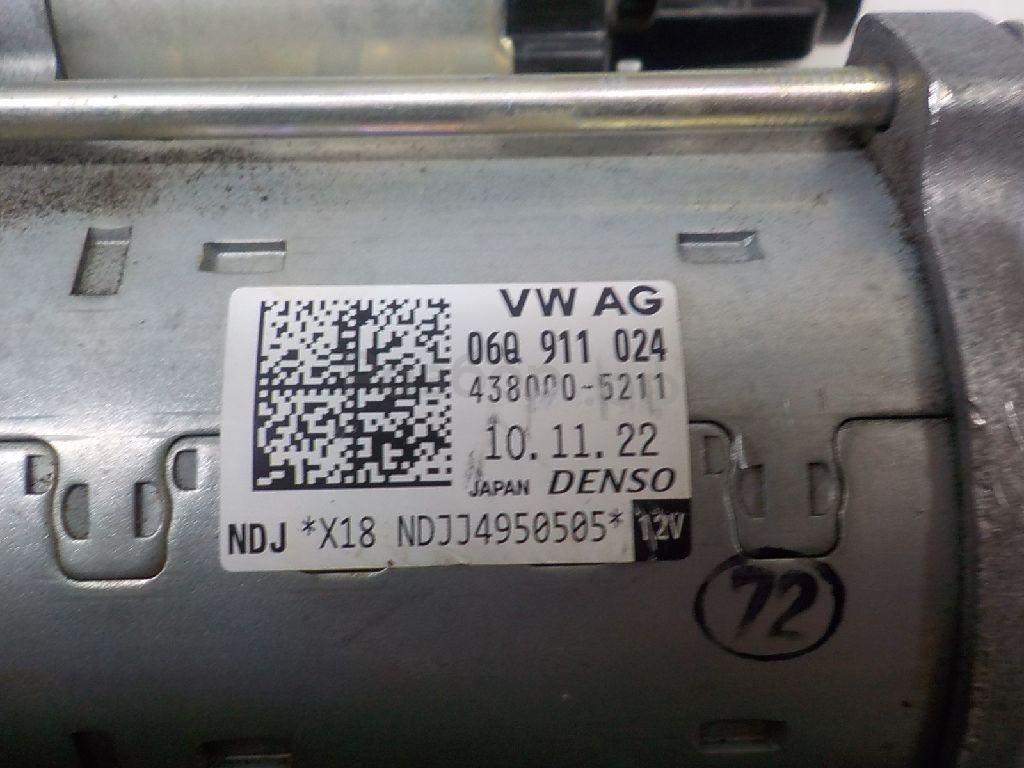 VW AG
06Q 911 024
438000-5211
10.11.22
JAPAN DENSO
NDJ *X18 NDJJ4950505* 12V
72